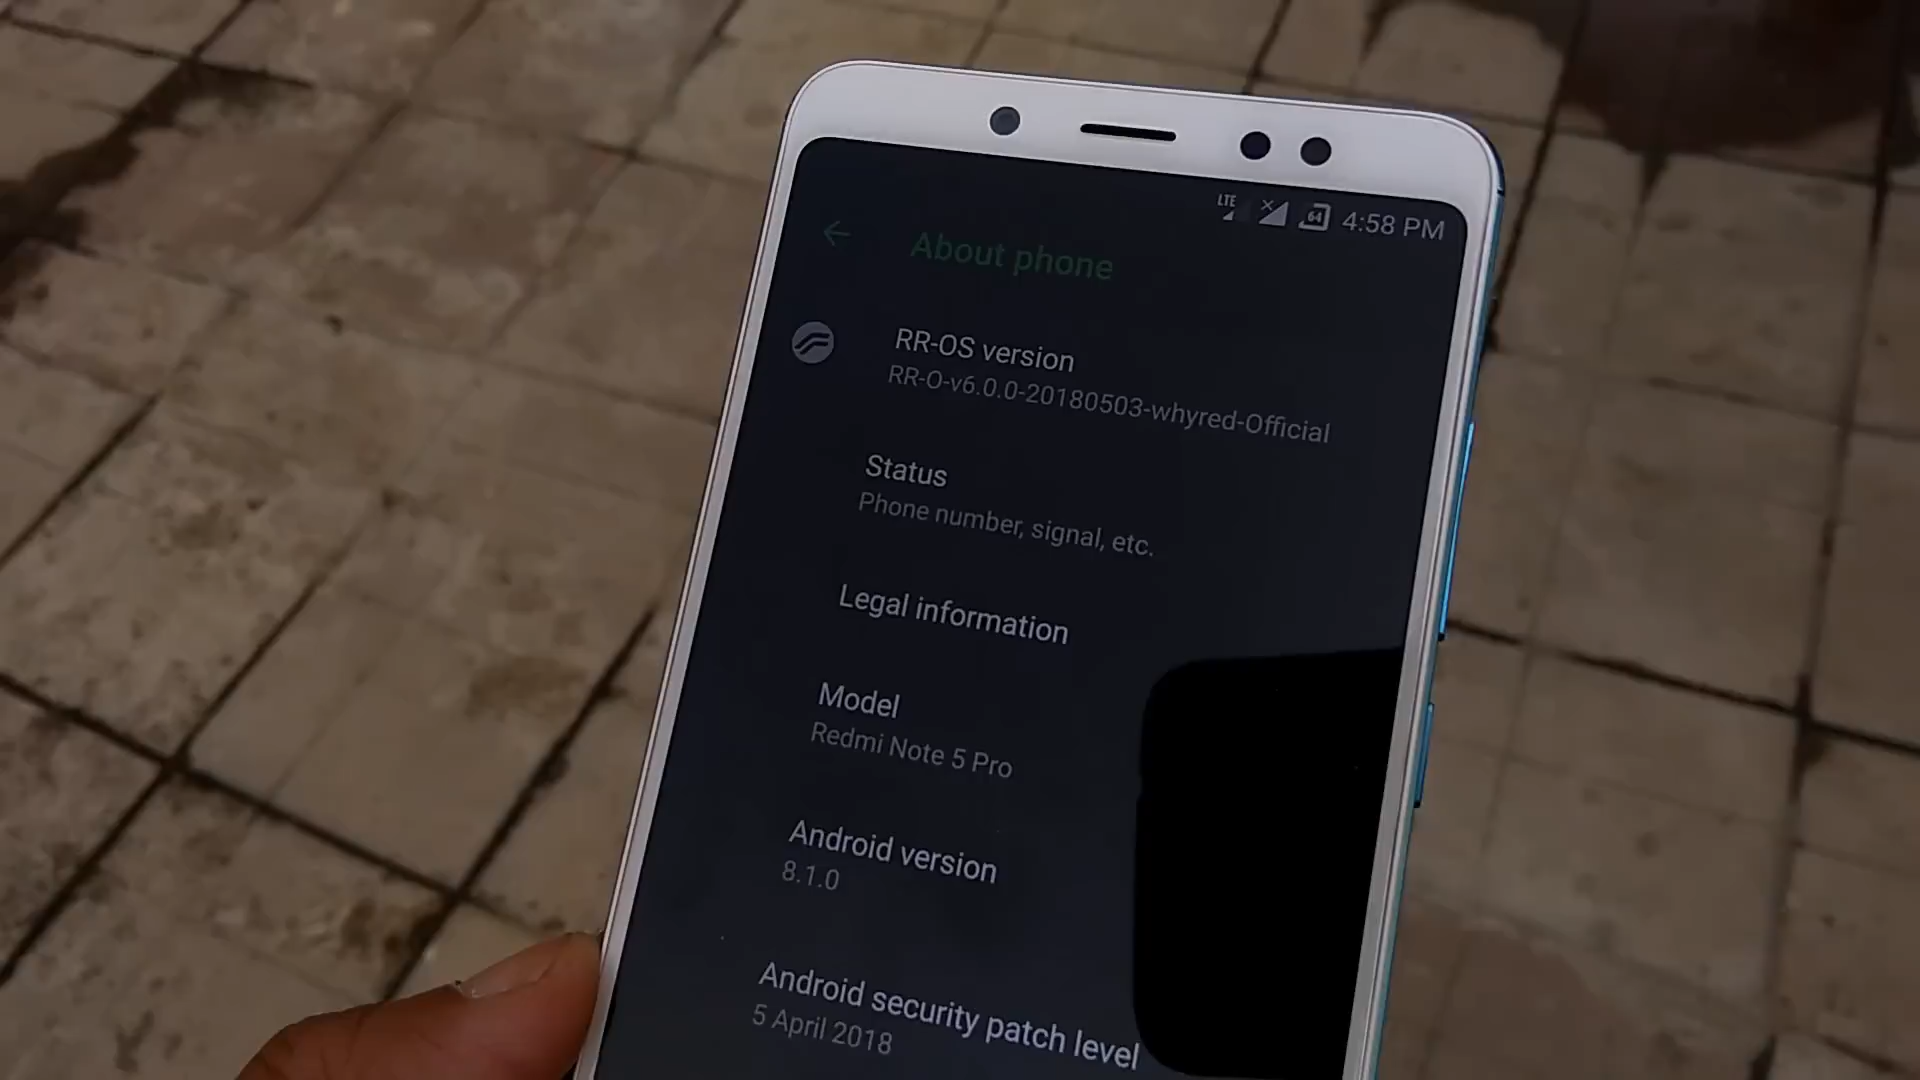 LTE 64 4:58 PM
About phone
RR-OS version
RR-O-v6.0.0-20180503-whyred-Official
Status
Phone number, signal, etc.
Legal information
Model
Redmi Note 5 Pro
Android version
8.1.0
Android security patch level
5 April 2018